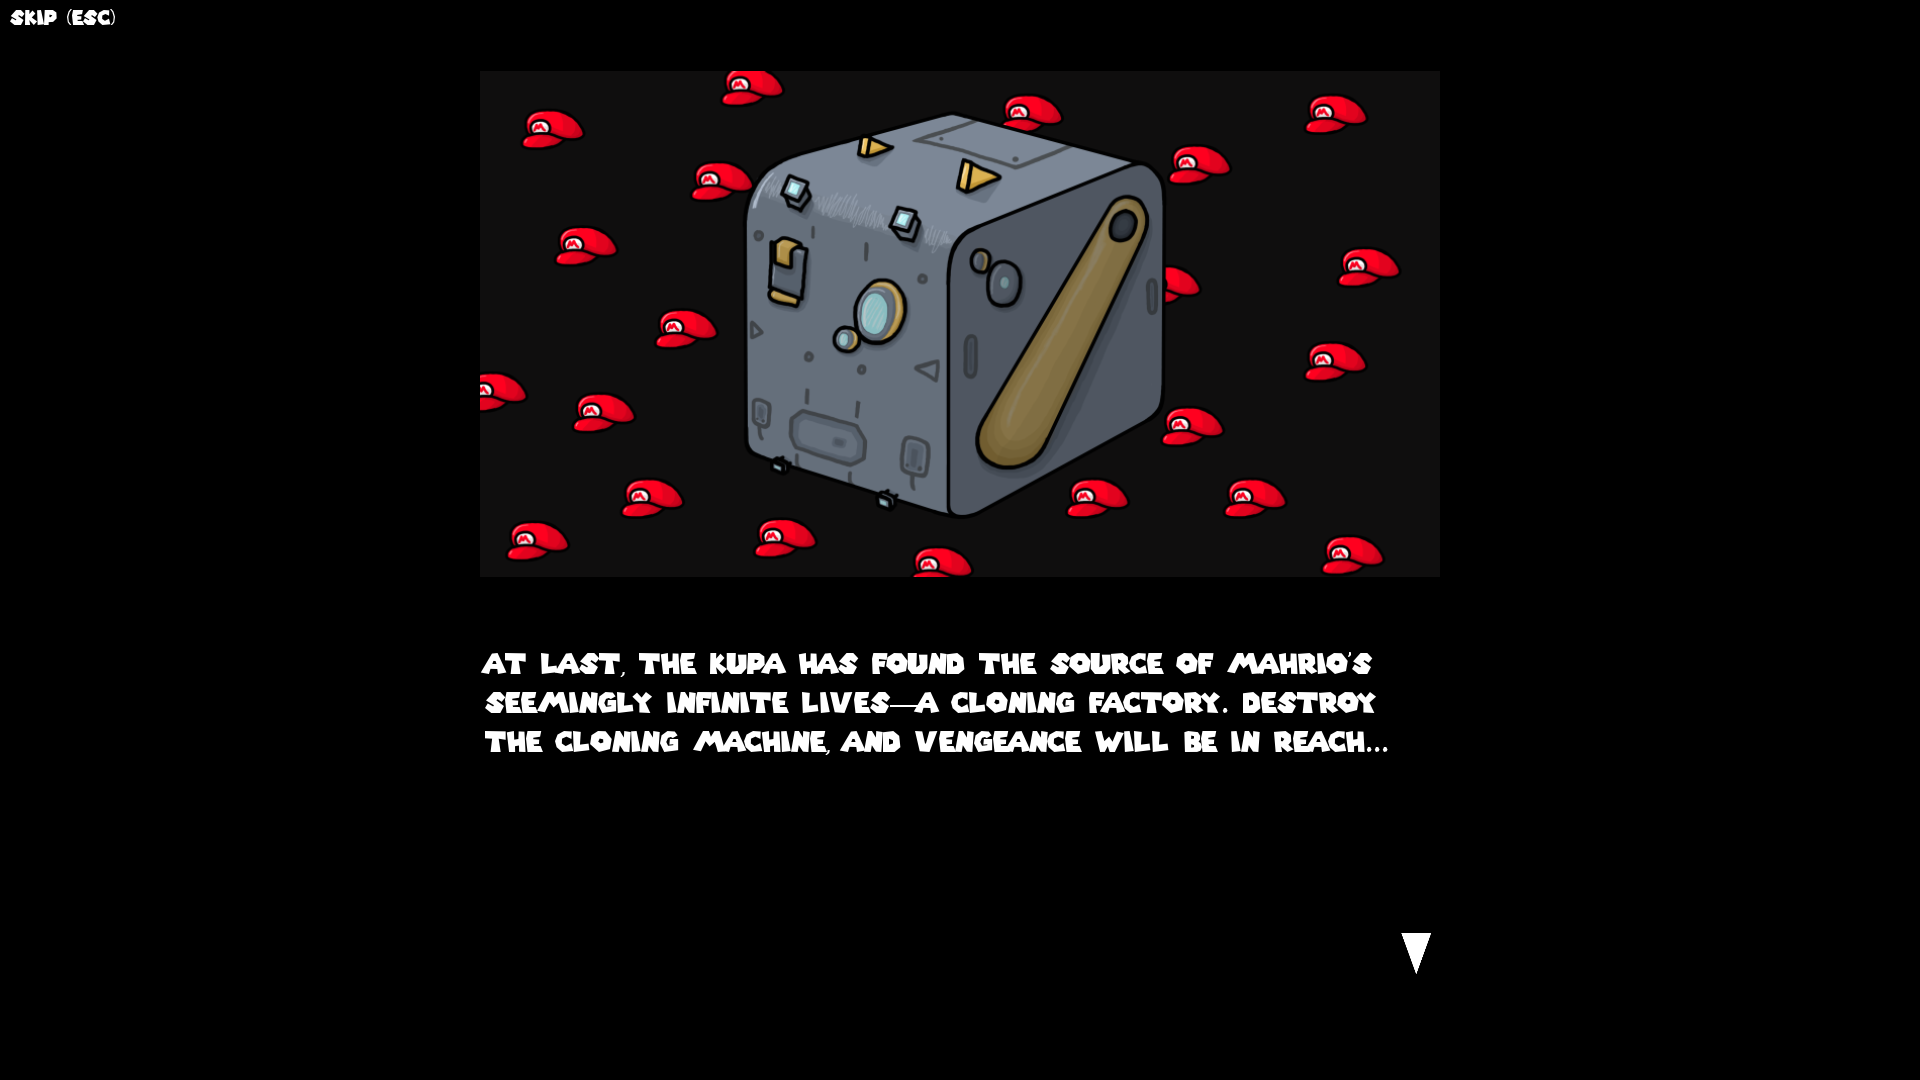 SKIP (ESC)
AT LAST, THE KUPA HAS FOUND THE SOURCE OF MAHRIO'S
SEEMINGLY INFINITE LIVES—A CLONING FACTORY. DESTROY
THE CLONING MACHINE, AND VENGEANCE WILL BE IN REACH...